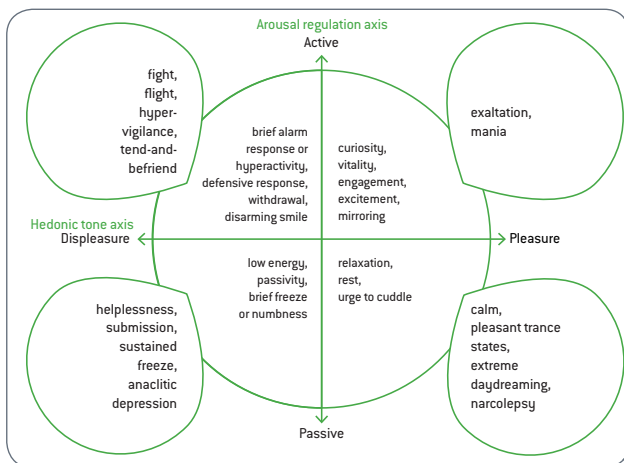 Arousal regulation axis
Active
fight,
flight,
hyper-
vigilance,
tend-and-
befriend
exaltation,
mania
brief alarm
response or
hyperactivity,
defensive response,
withdrawal,
disarming smile
curiosity,
vitality,
engagement,
excitement,
mirroring
Hedonic tone axis
Displeasure
Pleasure
low energy,
passivity,
brief freeze
or numbness
relaxation,
rest,
urge to cuddle
helplessness,
submission,
sustained
freeze,
anaclitic
depression
calm,
pleasant trance
states,
extreme
daydreaming,
narcolepsy
Passive